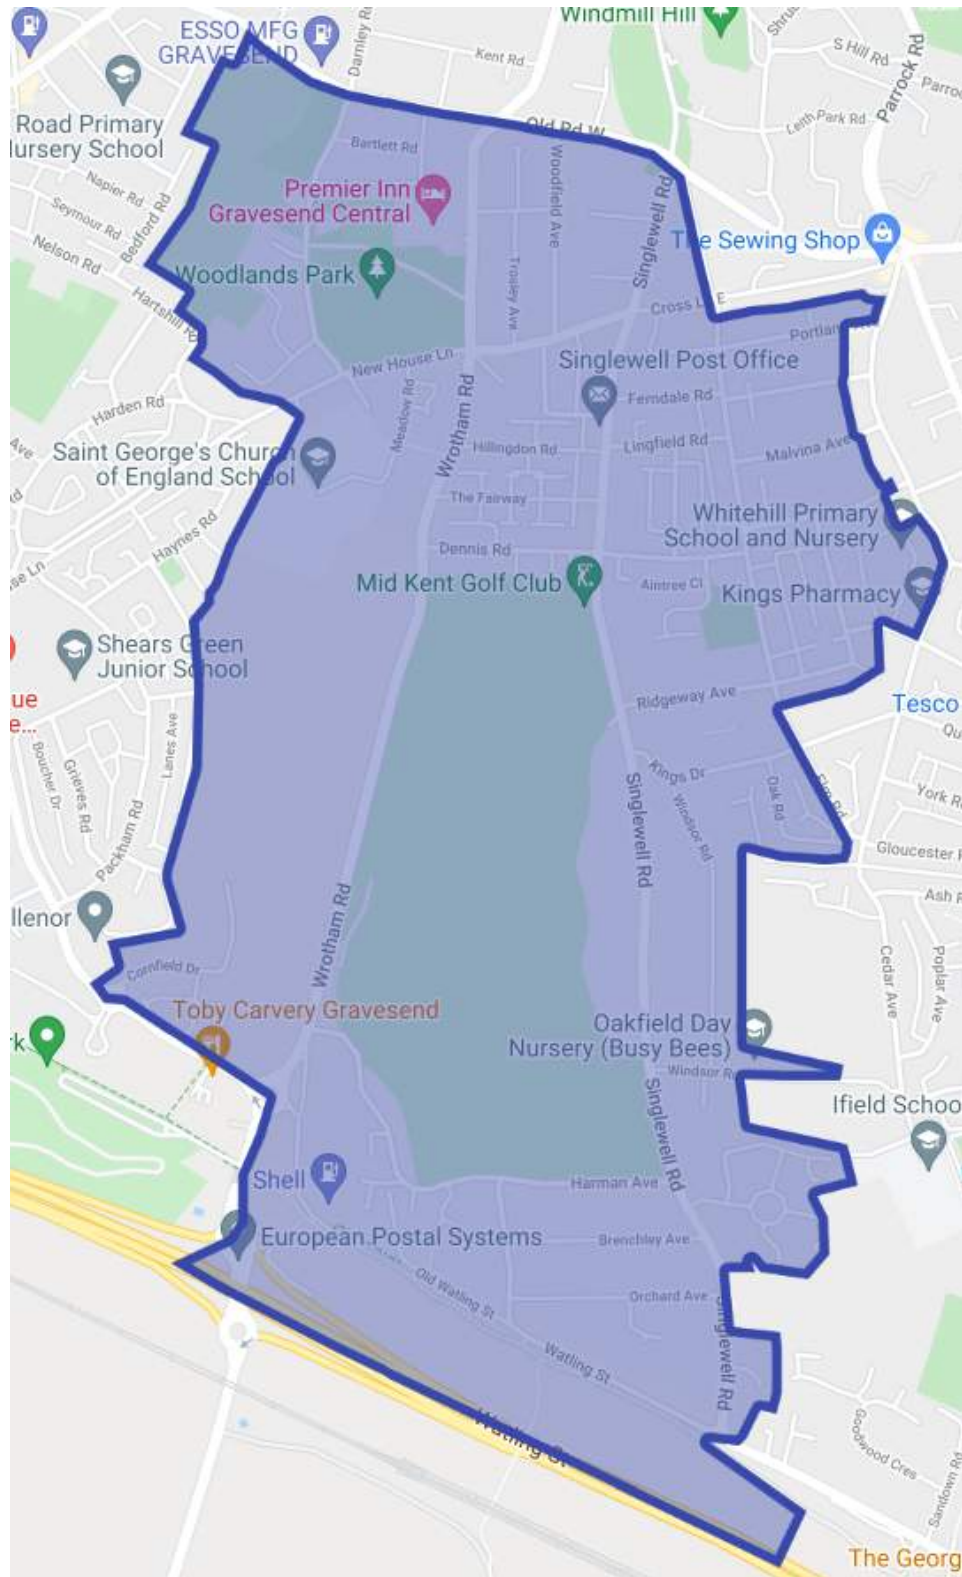 Windmill Hill
ESSO MFG
GRAVESEND
Darnley Rd
Kent Rd
S Hill Rd
Parrock Rd
Leith Park Rd
Road Primary
Old Rd W
Bartlett Rd
Napier Rd
Woodfield Ave
Premier Inn
Gravesend Central
Seymour Rd
Bedford Rd
Singlewell Rd
Nelson Rd
The Sewing Shop
Woodlands Park
Trosley Ave
Hartshill Rd
Cross Ln E
New House Ln
Singlewell Post Office
Meadow Rd
Wrotham Rd
Ferndale Rd
Harden Rd
Ave
Lingfield Rd
Hillingdon Rd
Malvina Ave
Saint George's Church
of England School
The Fairway
Whitehill Primary
School and Nursery
Haynes Rd
Dennis Rd
Mid Kent Golf Club
Aintree Cl
Kings Pharmacy
Shears Green
Junior School
ue
e...
Ridgeway Ave
Tesco
Lanes Ave
Boucher Dr
Grieves Rd
Kings Dr
Oak Rd
Elm Rd
Singlewell Rd
Windsor Rd
Packham Rd
Gloucester
Ash
llenor
Wrotham Rd
Cedar Ave
Poplar Ave
Cornfield Dr
Toby Carvery Gravesend
Oakfield Day
Nursery (Busy Bees)
Windsor Rd
Ifield Schoo
Singlewell Rd
Shell
Harman Ave
European Postal Systems
Brenchley Ave
Old Watling St
Orchard Ave
Singlewell Rd
Watling St
Watling St
Goodwood Cres
Sandown Rd
The Georg